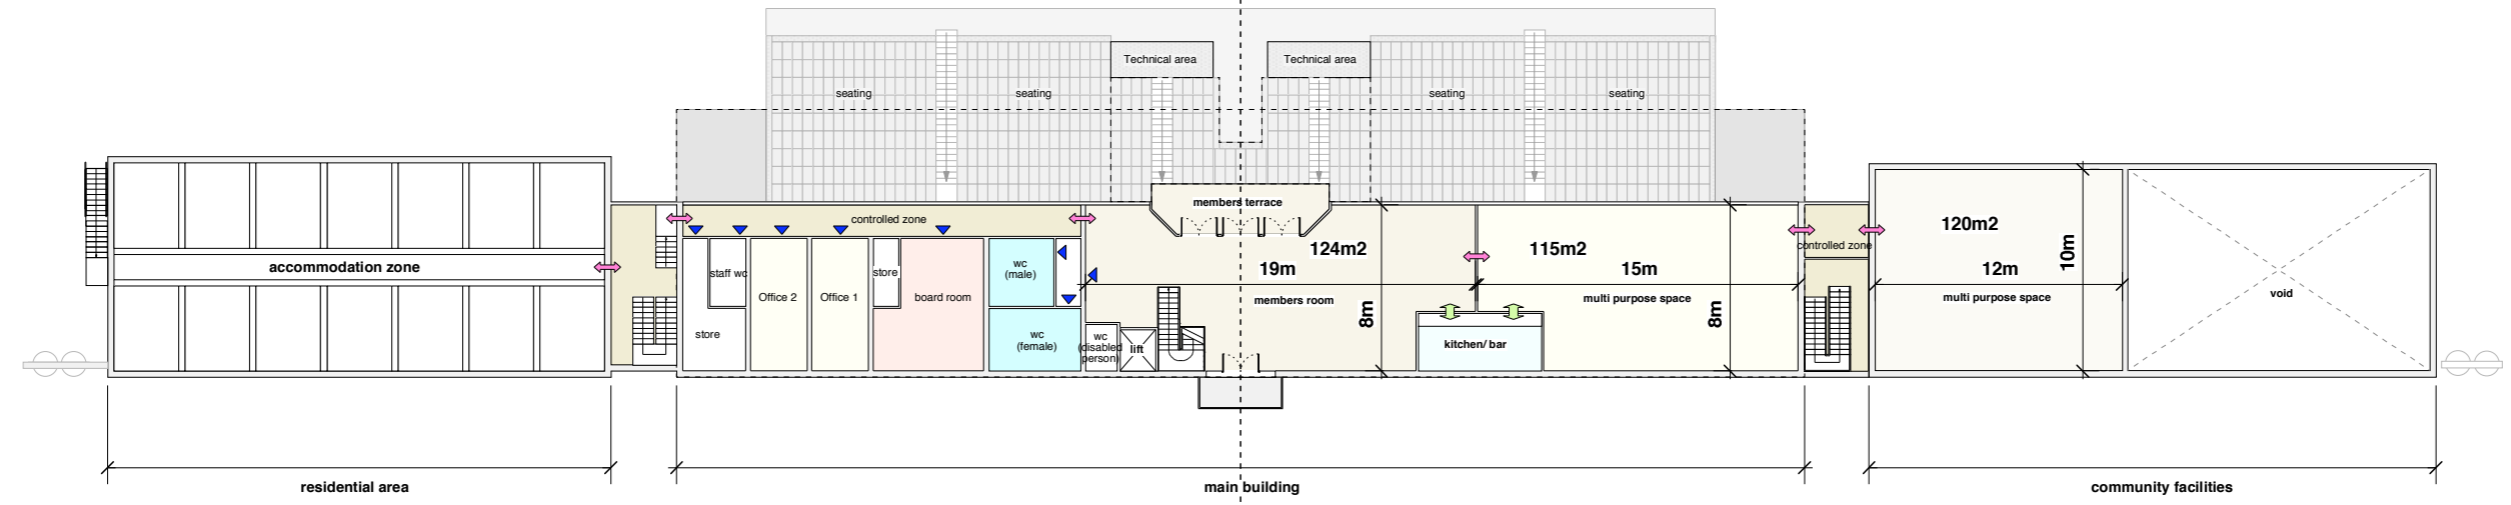 Technical area
Technical area
seating
seating
seating
seating
members terrace
controlled zone
accommodation zone
staff wc
store
Office 2
Office 1
store
board room
wc
(male)
wc
(female)
wc
(disabled
person)
lift
124m2
19m
members room
8m
kitchen/ bar
115m2
15m
multi purpose space
8m
controlled zone
120m2
12m
multi purpose space
10m
void
residential area
main building
community facilities